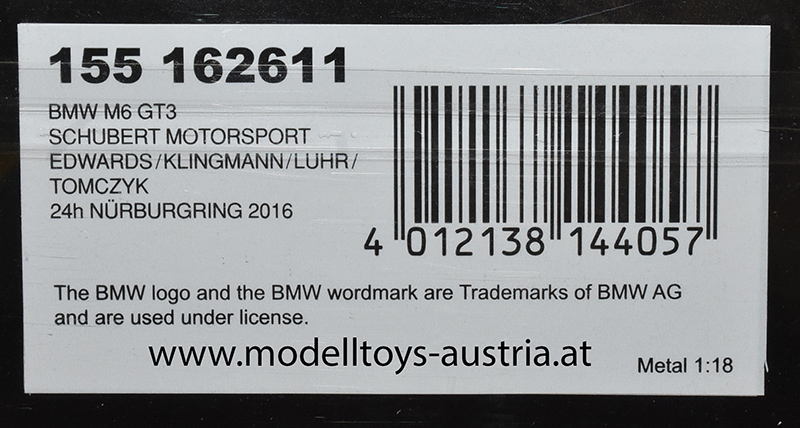 155 162611
BMW M6 GT3
SCHUBERT MOTORSPORT
EDWARDS/KLINGMANN/LUHR/
TOMCZYK
24h NÜRBURGRING 2016
4 012138 144057
The BMW logo and the BMW wordmark are Trademarks of BMW AG
and are used under license.
www.modelltoys-austria.at
Metal 1:18